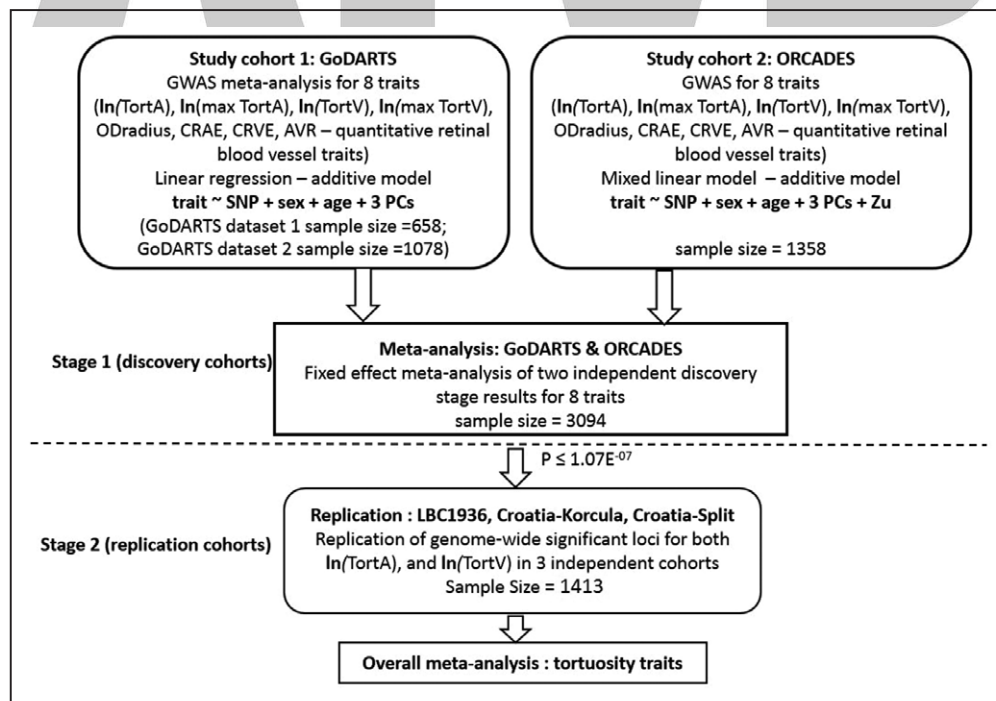 Study cohort 1: GoDARTS
GWAS meta-analysis for 8 traits
(ln(TortA), ln(max TortA), ln(TortV), ln(max TortV),
ODradius, CRAE, CRVE, AVR – quantitative retinal
blood vessel traits)
Linear regression – additive model
trait ~ SNP + sex + age + 3 PCs
(GoDARTS dataset 1 sample size =658;
GoDARTS dataset 2 sample size =1078)
Study cohort 2: ORCADES
GWAS for 8 traits
(ln(TortA), ln(max TortA), ln(TortV), ln(max TortV),
ODradius, CRAE, CRVE, AVR – quantitative retinal
blood vessel traits)
Mixed linear model – additive model
trait ~ SNP + sex + age + 3 PCs + Zu
sample size = 1358
Stage 1 (discovery cohorts)
Meta-analysis: GoDARTS & ORCADES
Fixed effect meta-analysis of two independent discovery
stage results for 8 traits
sample size = 3094
P ≤ 1.07E-07
Stage 2 (replication cohorts)
Replication : LBC1936, Croatia-Korcula, Croatia-Split
Replication of genome-wide significant loci for both
ln(TortA), and ln(TortV) in 3 independent cohorts
Sample Size = 1413
Overall meta-analysis : tortuosity traits